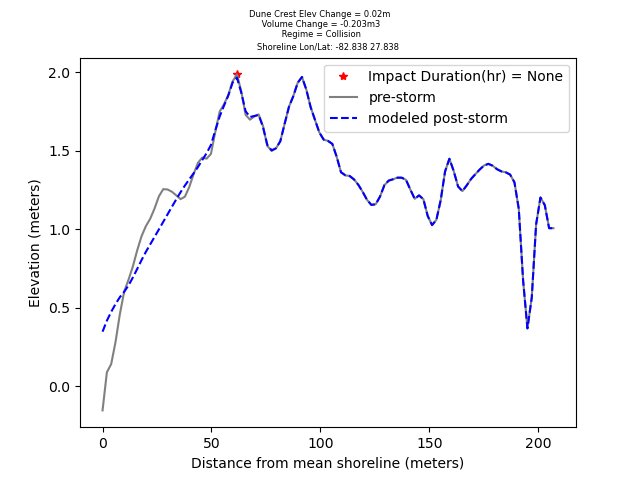 Dune Crest Elev Change = 0.02m
Volume Change = -0.203m3
Regime = Collision
Shoreline Lon/Lat: -82.838 27.838
Impact Duration(hr) = None
pre-storm
modeled post-storm
2.0
1.5
1.0
0.5
0.0
Elevation (meters)
0
50
100
150
200
Distance from mean shoreline (meters)